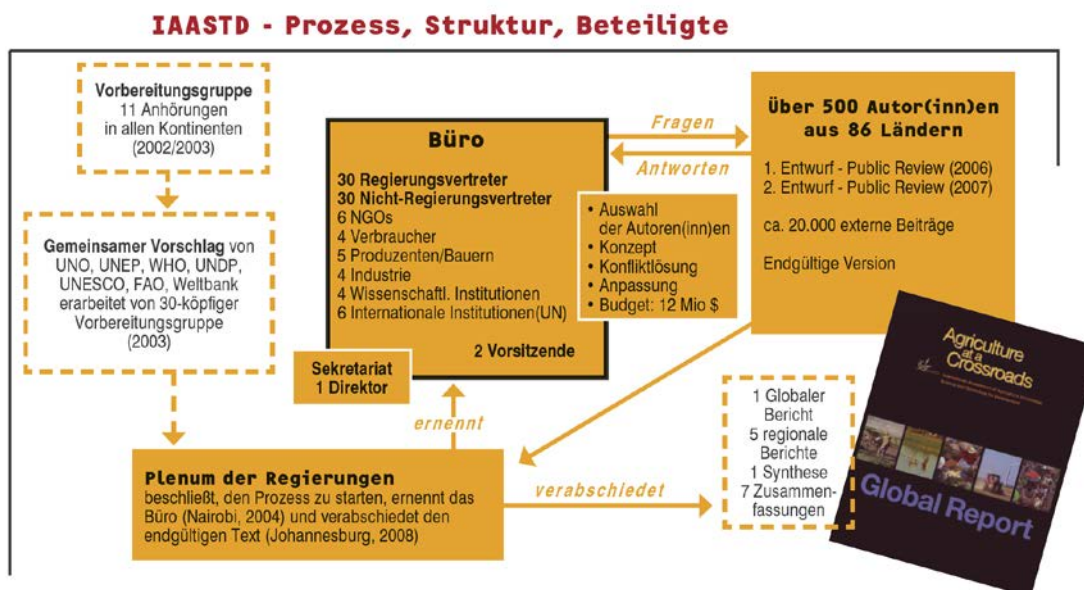 IAASTD - Prozess, Struktur, Beteiligte
Vorbereitungsgruppe
11 Anhörungen
in allen Kontinenten
(2002/2003)
Gemeinsamer Vorschlag von
UNO, UNEP, WHO, UNDP,
UNESCO, FAO, Weltbank
erarbeitet von 30-köpfiger
Vorbereitungsgruppe
(2003)
Büro
30 Regierungsvertreter
30 Nicht-Regierungsvertreter
6 NGOs
4 Verbraucher
5 Produzenten/Bauern
4 Industrie
4 Wissenschaftl. Institutionen
6 Internationale Institutionen(UN)
2 Vorsitzende
Sekretariat
1 Direktor
Fragen
Antworten
• Auswahl
der Autoren(inn)en
• Konzept
• Konfliktlösung
• Anpassung
• Budget: 12 Mio $
Über 500 Autor(inn)en
aus 86 Ländern
1. Entwurf - Public Review (2006)
2. Entwurf - Public Review (2007)
ca. 20.000 externe Beiträge
Endgültige Version
ernennt
Plenum der Regierungen
beschließt, den Prozess zu starten, ernennt das
Büro (Nairobi, 2004) und verabschiedet den
endgültigen Text (Johannesburg, 2008)
verabschiedet
1 Globaler
Bericht
5 regionale
Berichte
1 Synthese
7 Zusammen-
fassungen
Agriculture
at a
Crossroads
Global Report